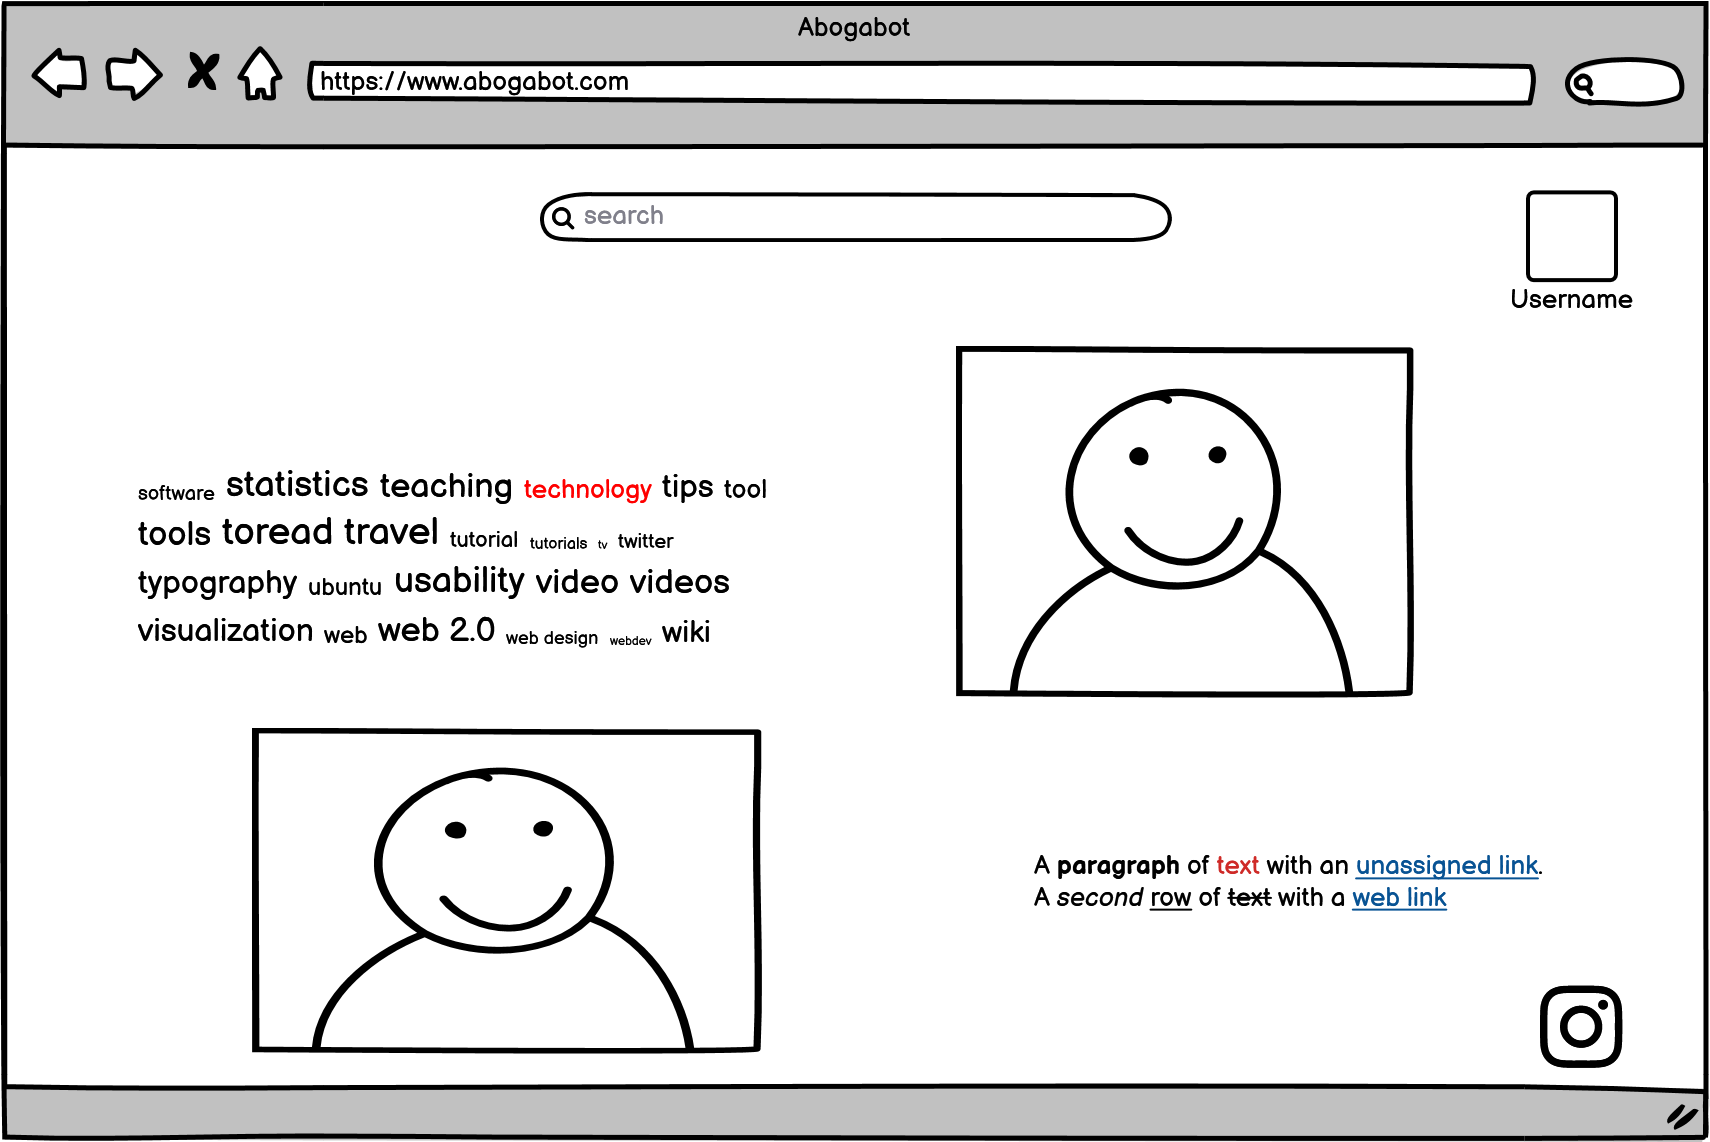 Abogabot
https://www.abogabot.com
search
Username
software statistics teaching technology tips tool
tools toread travel tutorial tutorials tv twitter
typography ubuntu usability video videos
visualization web web 2.0 web design webdev wiki
A paragraph of text with an unassigned link.
A second row of text with a web link